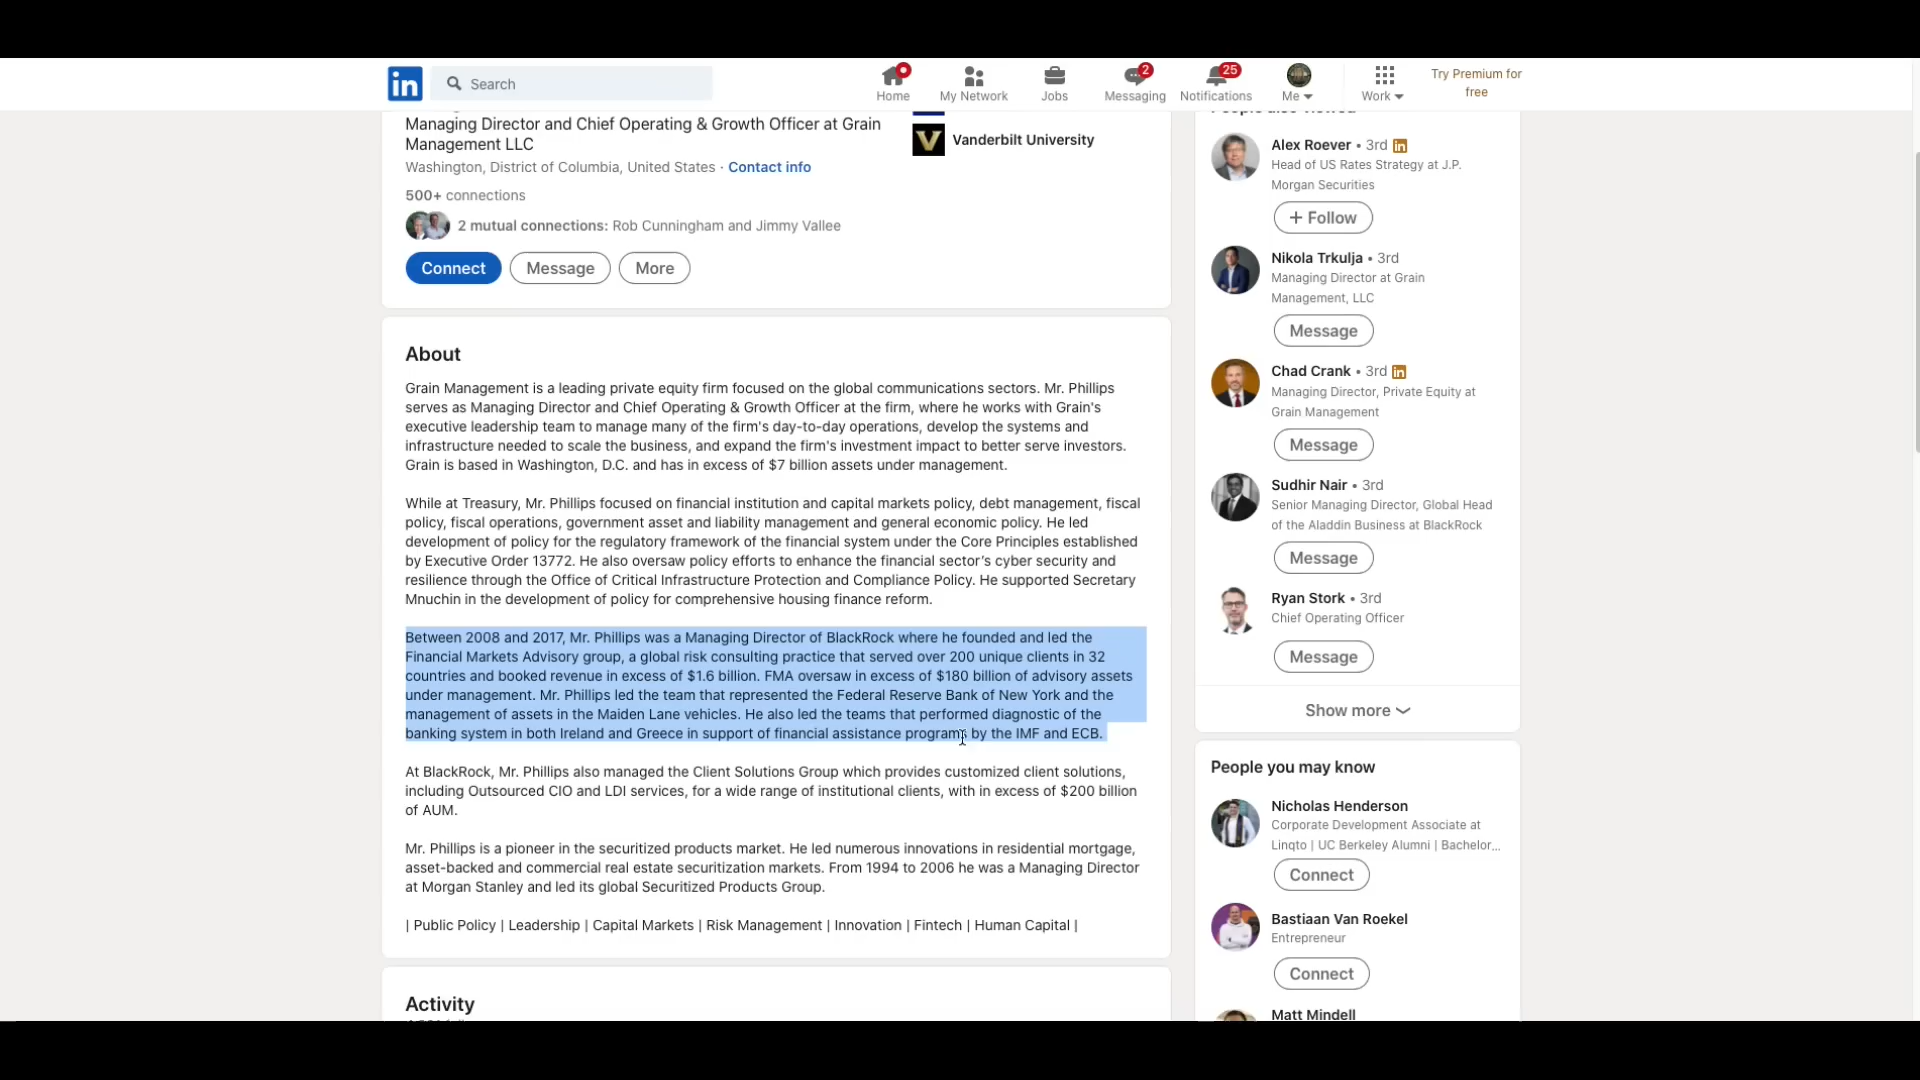 in
Search
Home
My Network
Jobs
2
Messaging
25
Notifications
Me
Work
Try Premium for
free
Managing Director and Chief Operating & Growth Officer at Grain
Management LLC
Washington, District of Columbia, United States · Contact info
500+ connections
2 mutual connections: Rob Cunningham and Jimmy Vallee
Connect
Message
More
V
Vanderbilt University
About
Grain Management is a leading private equity firm focused on the global communications sectors. Mr. Phillips
serves as Managing Director and Chief Operating & Growth Officer at the firm, where he works with Grain's
executive leadership team to manage many of the firm's day-to-day operations, develop the systems and
infrastructure needed to scale the business, and expand the firm's investment impact to better serve investors.
Grain is based in Washington, D.C. and has in excess of $7 billion assets under management.
While at Treasury, Mr. Phillips focused on financial institution and capital markets policy, debt management, fiscal
policy, fiscal operations, government asset and liability management and general economic policy. He led
development of policy for the regulatory framework of the financial system under the Core Principles established
by Executive Order 13772. He also oversaw policy efforts to enhance the financial sector’s cyber security and
resilience through the Office of Critical Infrastructure Protection and Compliance Policy. He supported Secretary
Mnuchin in the development of policy for comprehensive housing finance reform.
Between 2008 and 2017, Mr. Phillips was a Managing Director of BlackRock where he founded and led the
Financial Markets Advisory group, a global risk consulting practice that served over 200 unique clients in 32
countries and booked revenue in excess of $1.6 billion. FMA oversaw in excess of $180 billion of advisory assets
under management. Mr. Phillips led the team that represented the Federal Reserve Bank of New York and the
management of assets in the Maiden Lane vehicles. He also led the teams that performed diagnostic of the
banking system in both Ireland and Greece in support of financial assistance programs by the IMF and ECB.
At BlackRock, Mr. Phillips also managed the Client Solutions Group which provides customized client solutions,
including Outsourced CIO and LDI services, for a wide range of institutional clients, with in excess of $200 billion
of AUM.
Mr. Phillips is a pioneer in the securitized products market. He led numerous innovations in residential mortgage,
asset-backed and commercial real estate securitization markets. From 1994 to 2006 he was a Managing Director
at Morgan Stanley and led its global Securitized Products Group.
| Public Policy | Leadership | Capital Markets | Risk Management | Innovation | Fintech | Human Capital |
Activity
People also viewed
Alex Roever • 3rd in
Head of US Rates Strategy at J.P.
Morgan Securities
+ Follow
Nikola Trkulja • 3rd
Managing Director at Grain
Management, LLC
Message
Chad Crank • 3rd in
Managing Director, Private Equity at
Grain Management
Message
Sudhir Nair • 3rd
Senior Managing Director, Global Head
of the Aladdin Business at BlackRock
Message
Ryan Stork • 3rd
Chief Operating Officer
Message
Show more
People you may know
Nicholas Henderson
Corporate Development Associate at
Linqto | UC Berkeley Alumni | Bachelor...
Connect
Bastiaan Van Roekel
Entrepreneur
Connect
Matt Mindell